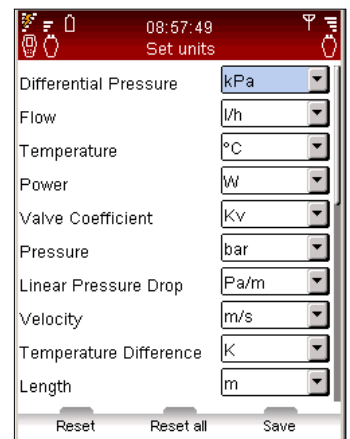 08:57:49
Set units
Differential Pressure kPa
Flow l/h
Temperature °C
Power W
Valve Coefficient Kv
Pressure bar
Linear Pressure Drop Pa/m
Velocity m/s
Temperature Difference K
Length m
Reset Reset all Save